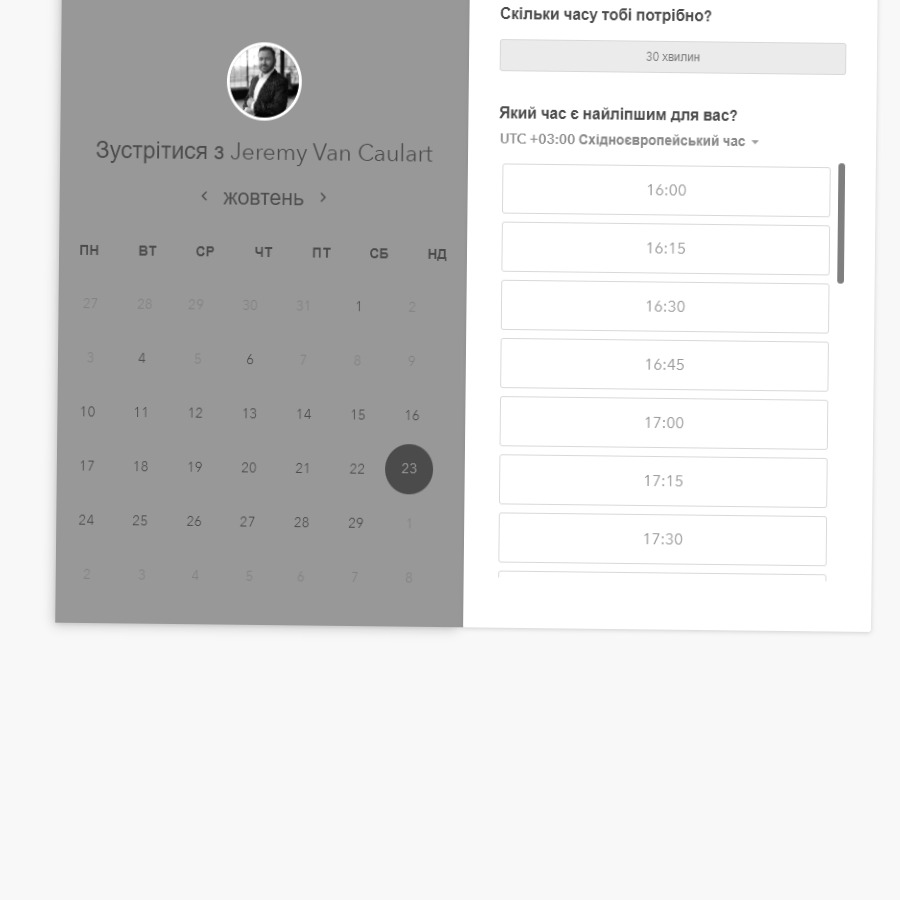 Зустрітися з Jeremy Van Caulart
‹ жовтень ›
ПН ВТ СР ЧТ ПТ СБ НД
27 28 29 30 31 1 2
3 4 5 6 7 8 9
10 11 12 13 14 15 16
17 18 19 20 21 22 23
24 25 26 27 28 29 1
2 3 4 5 6 7 8
Скільки часу тобі потрібно?
30 хвилин
Який час є найліпшим для вас?
UTC +03:00 Східноєвропейський час
16:00
16:15
16:30
16:45
17:00
17:15
17:30